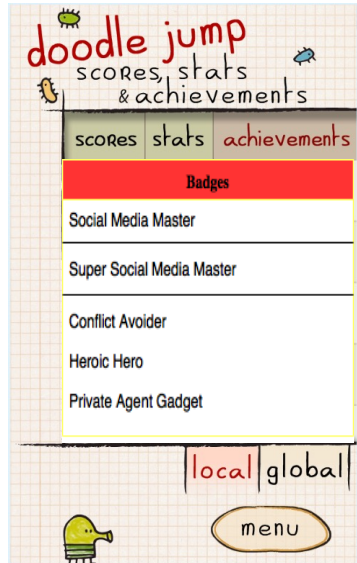 doodle jump
scores, stats
& achievements
scores stats achievements
Badges
Social Media Master
Super Social Media Master
Conflict Avoider
Heroic Hero
Private Agent Gadget
local global
menu